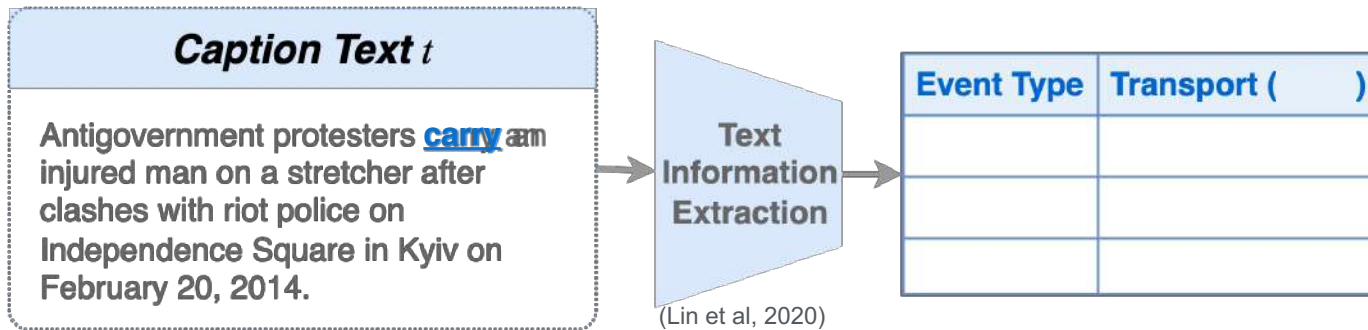 Caption Text t
Antigovernment protesters carry an
injured man on a stretcher after
clashes with riot police on
Independence Square in Kyiv on
February 20, 2014.
Text
Information
Extraction
(Lin et al, 2020)
Event Type Transport ( )